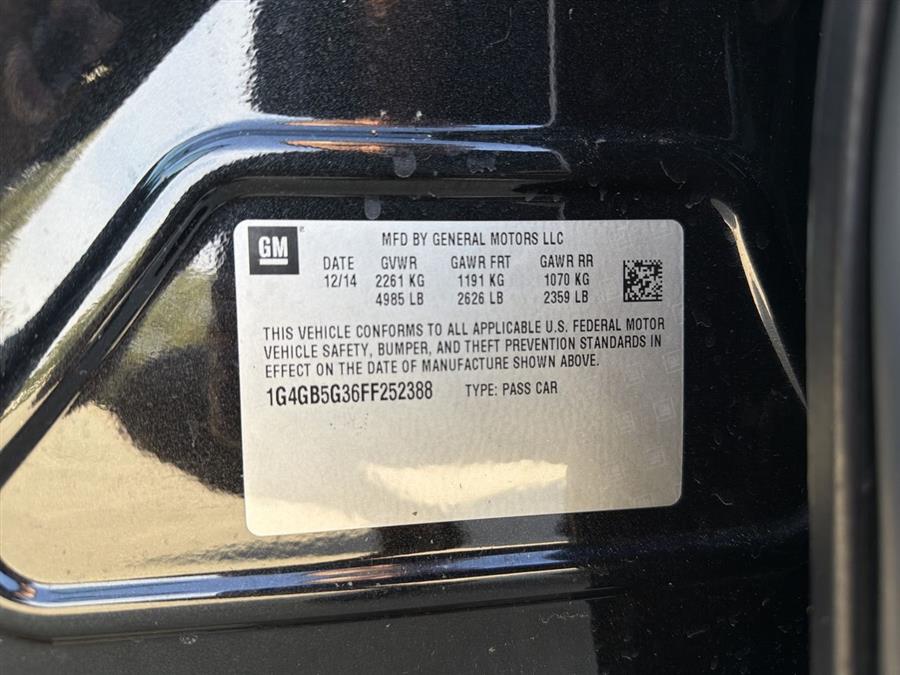 GM
MFD BY GENERAL MOTORS LLC
DATE GVWR GAWR FRT GAWR RR
12/14 2261 KG 1191 KG 1070 KG
4985 LB 2626 LB 2359 LB
THIS VEHICLE CONFORMS TO ALL APPLICABLE U.S. FEDERAL MOTOR
VEHICLE SAFETY, BUMPER, AND THEFT PREVENTION STANDARDS IN
EFFECT ON THE DATE OF MANUFACTURE SHOWN ABOVE.
1G4GB5G36FF252388 TYPE: PASS CAR